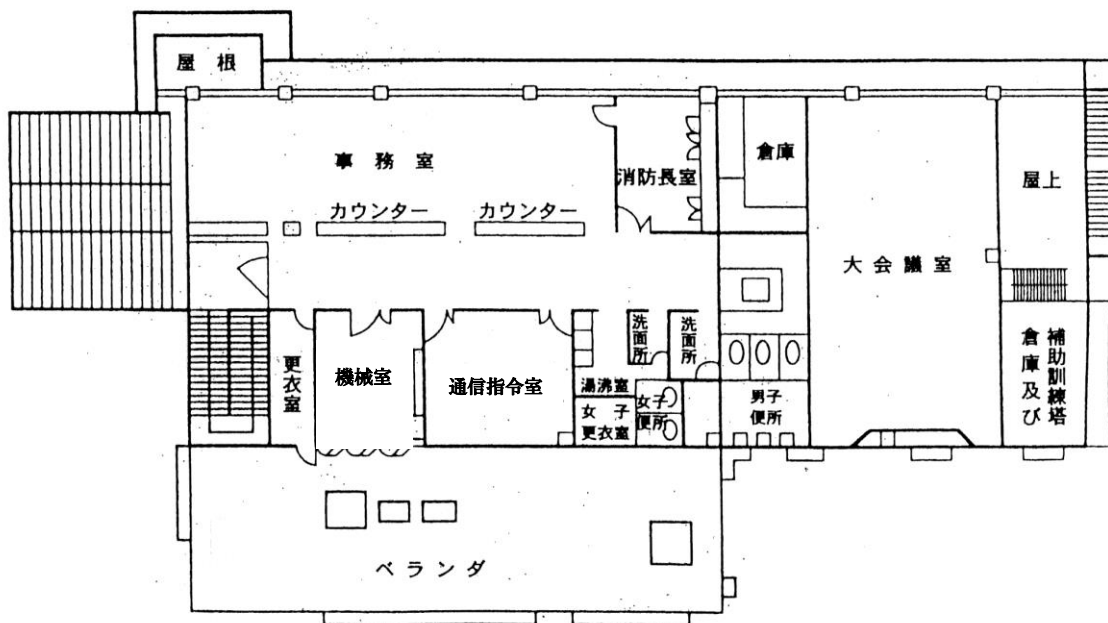 屋根
事務室
消防長室
倉庫
屋上
カウンター
カウンター
大会議室
更衣室
機械室
通信指令室
洗面所
洗面所
湯沸室
女子
更衣室
女子
便所
男子
便所
補助訓練塔
倉庫及び
ベランダ